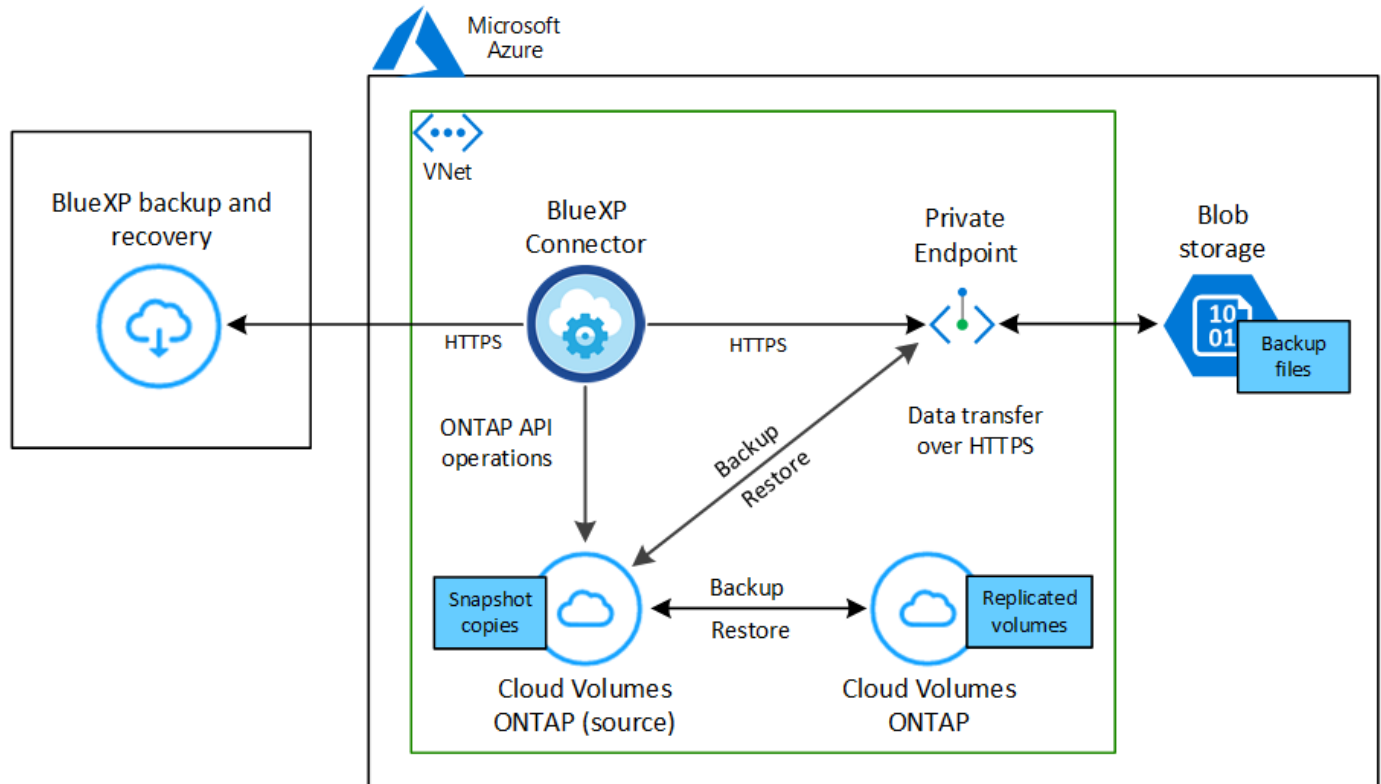 Microsoft
Azure
VNet
BlueXP backup and
recovery
BlueXP
Connector
Private
Endpoint
Blob
storage
10
01
Backup
files
HTTPS
HTTPS
ONTAP API
operations
Backup
Restore
Data transfer
over HTTPS
Snapshot
copies
Backup
Restore
Replicated
volumes
Cloud Volumes
ONTAP (source)
Cloud Volumes
ONTAP